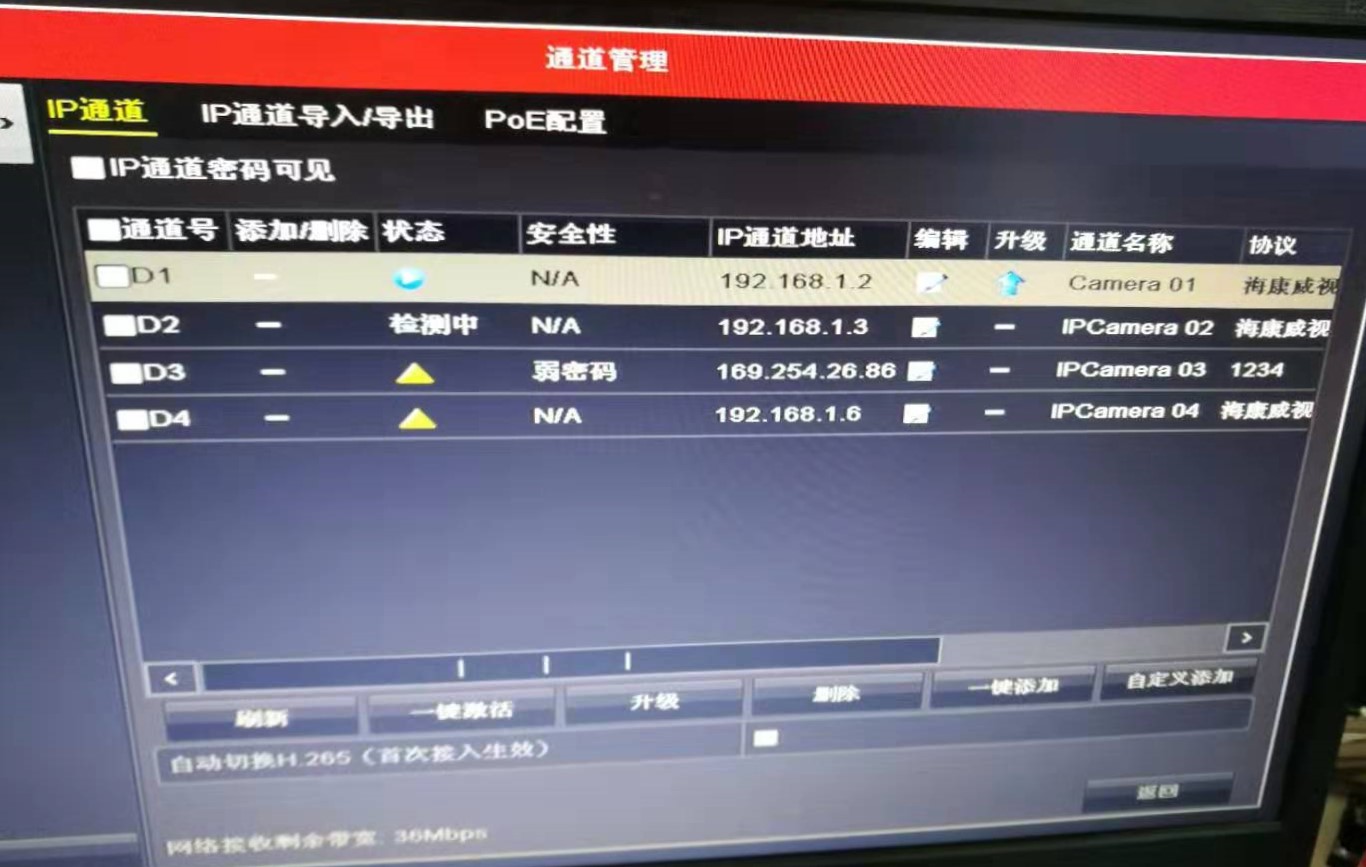 通道管理
IP通道 IP通道导入/导出 PoE配置
IP通道密码可见
通道号 添加/删除 状态 安全性 IP通道地址 编辑 升级 通道名称 协议
D1 N/A 192.168.1.2 Camera 01 海康威视
D2 检测中 N/A 192.168.1.3 IPCamera 02 海康威视
D3 弱密码 169.254.26.86 IPCamera 03 1234
D4 N/A 192.168.1.6 IPCamera 04 海康威视
刷新 一键激活 升级 删除 一键添加 自定义添加
自动切换H.265（首次接入生效）
返回
网络接收剩余带宽: 36Mbps